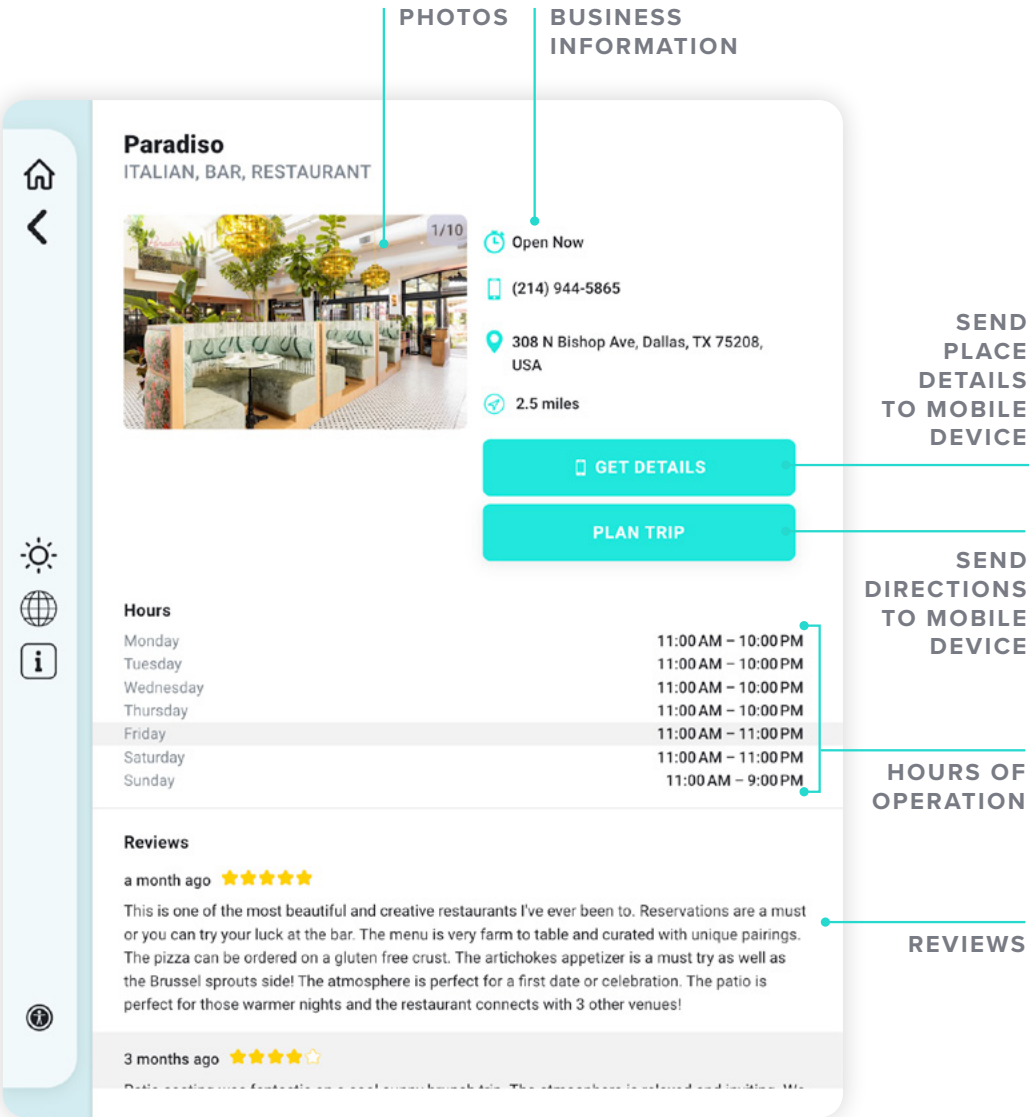 PHOTOS
BUSINESS
INFORMATION
Paradiso
ITALIAN, BAR, RESTAURANT
1/10
Open Now
(214) 944-5865
308 N Bishop Ave, Dallas, TX 75208,
USA
2.5 miles
GET DETAILS
PLAN TRIP
SEND
PLACE
DETAILS
TO MOBILE
DEVICE
SEND
DIRECTIONS
TO MOBILE
DEVICE
Hours
Monday 11:00 AM – 10:00 PM
Tuesday 11:00 AM – 10:00 PM
Wednesday 11:00 AM – 10:00 PM
Thursday 11:00 AM – 10:00 PM
Friday 11:00 AM – 11:00 PM
Saturday 11:00 AM – 11:00 PM
Sunday 11:00 AM – 9:00 PM
HOURS OF
OPERATION
Reviews
a month ago
This is one of the most beautiful and creative restaurants I've ever been to. Reservations are a must
or you can try your luck at the bar. The menu is very farm to table and curated with unique pairings.
The pizza can be ordered on a gluten free crust. The artichokes appetizer is a must try as well as
the Brussel sprouts side! The atmosphere is perfect for a first date or celebration. The patio is
perfect for those warmer nights and the restaurant connects with 3 other venues!
REVIEWS
3 months ago